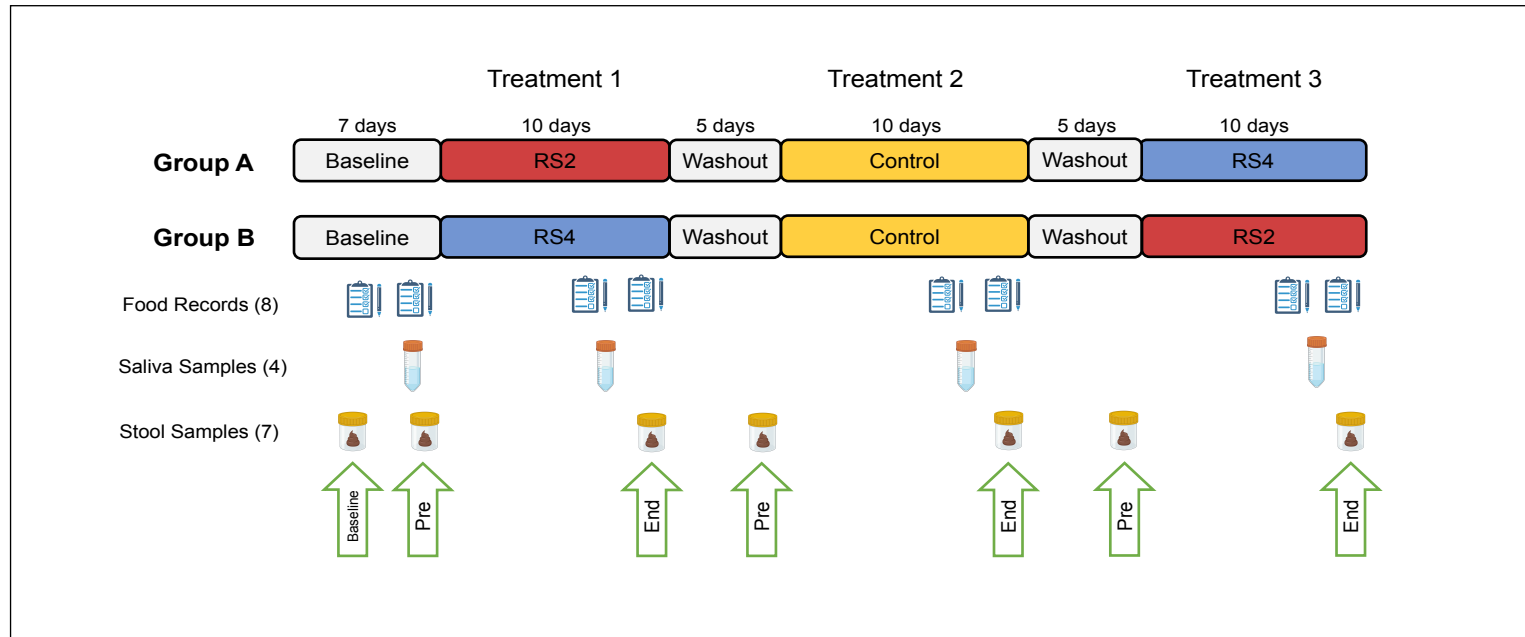 Treatment 1 Treatment 2 Treatment 3
7 days 10 days 5 days 10 days 5 days 10 days
Group A Baseline RS2 Washout Control Washout RS4
Group B Baseline RS4 Washout Control Washout RS2
Food Records (8)
Saliva Samples (4)
Stool Samples (7)
Baseline Pre End Pre End Pre End